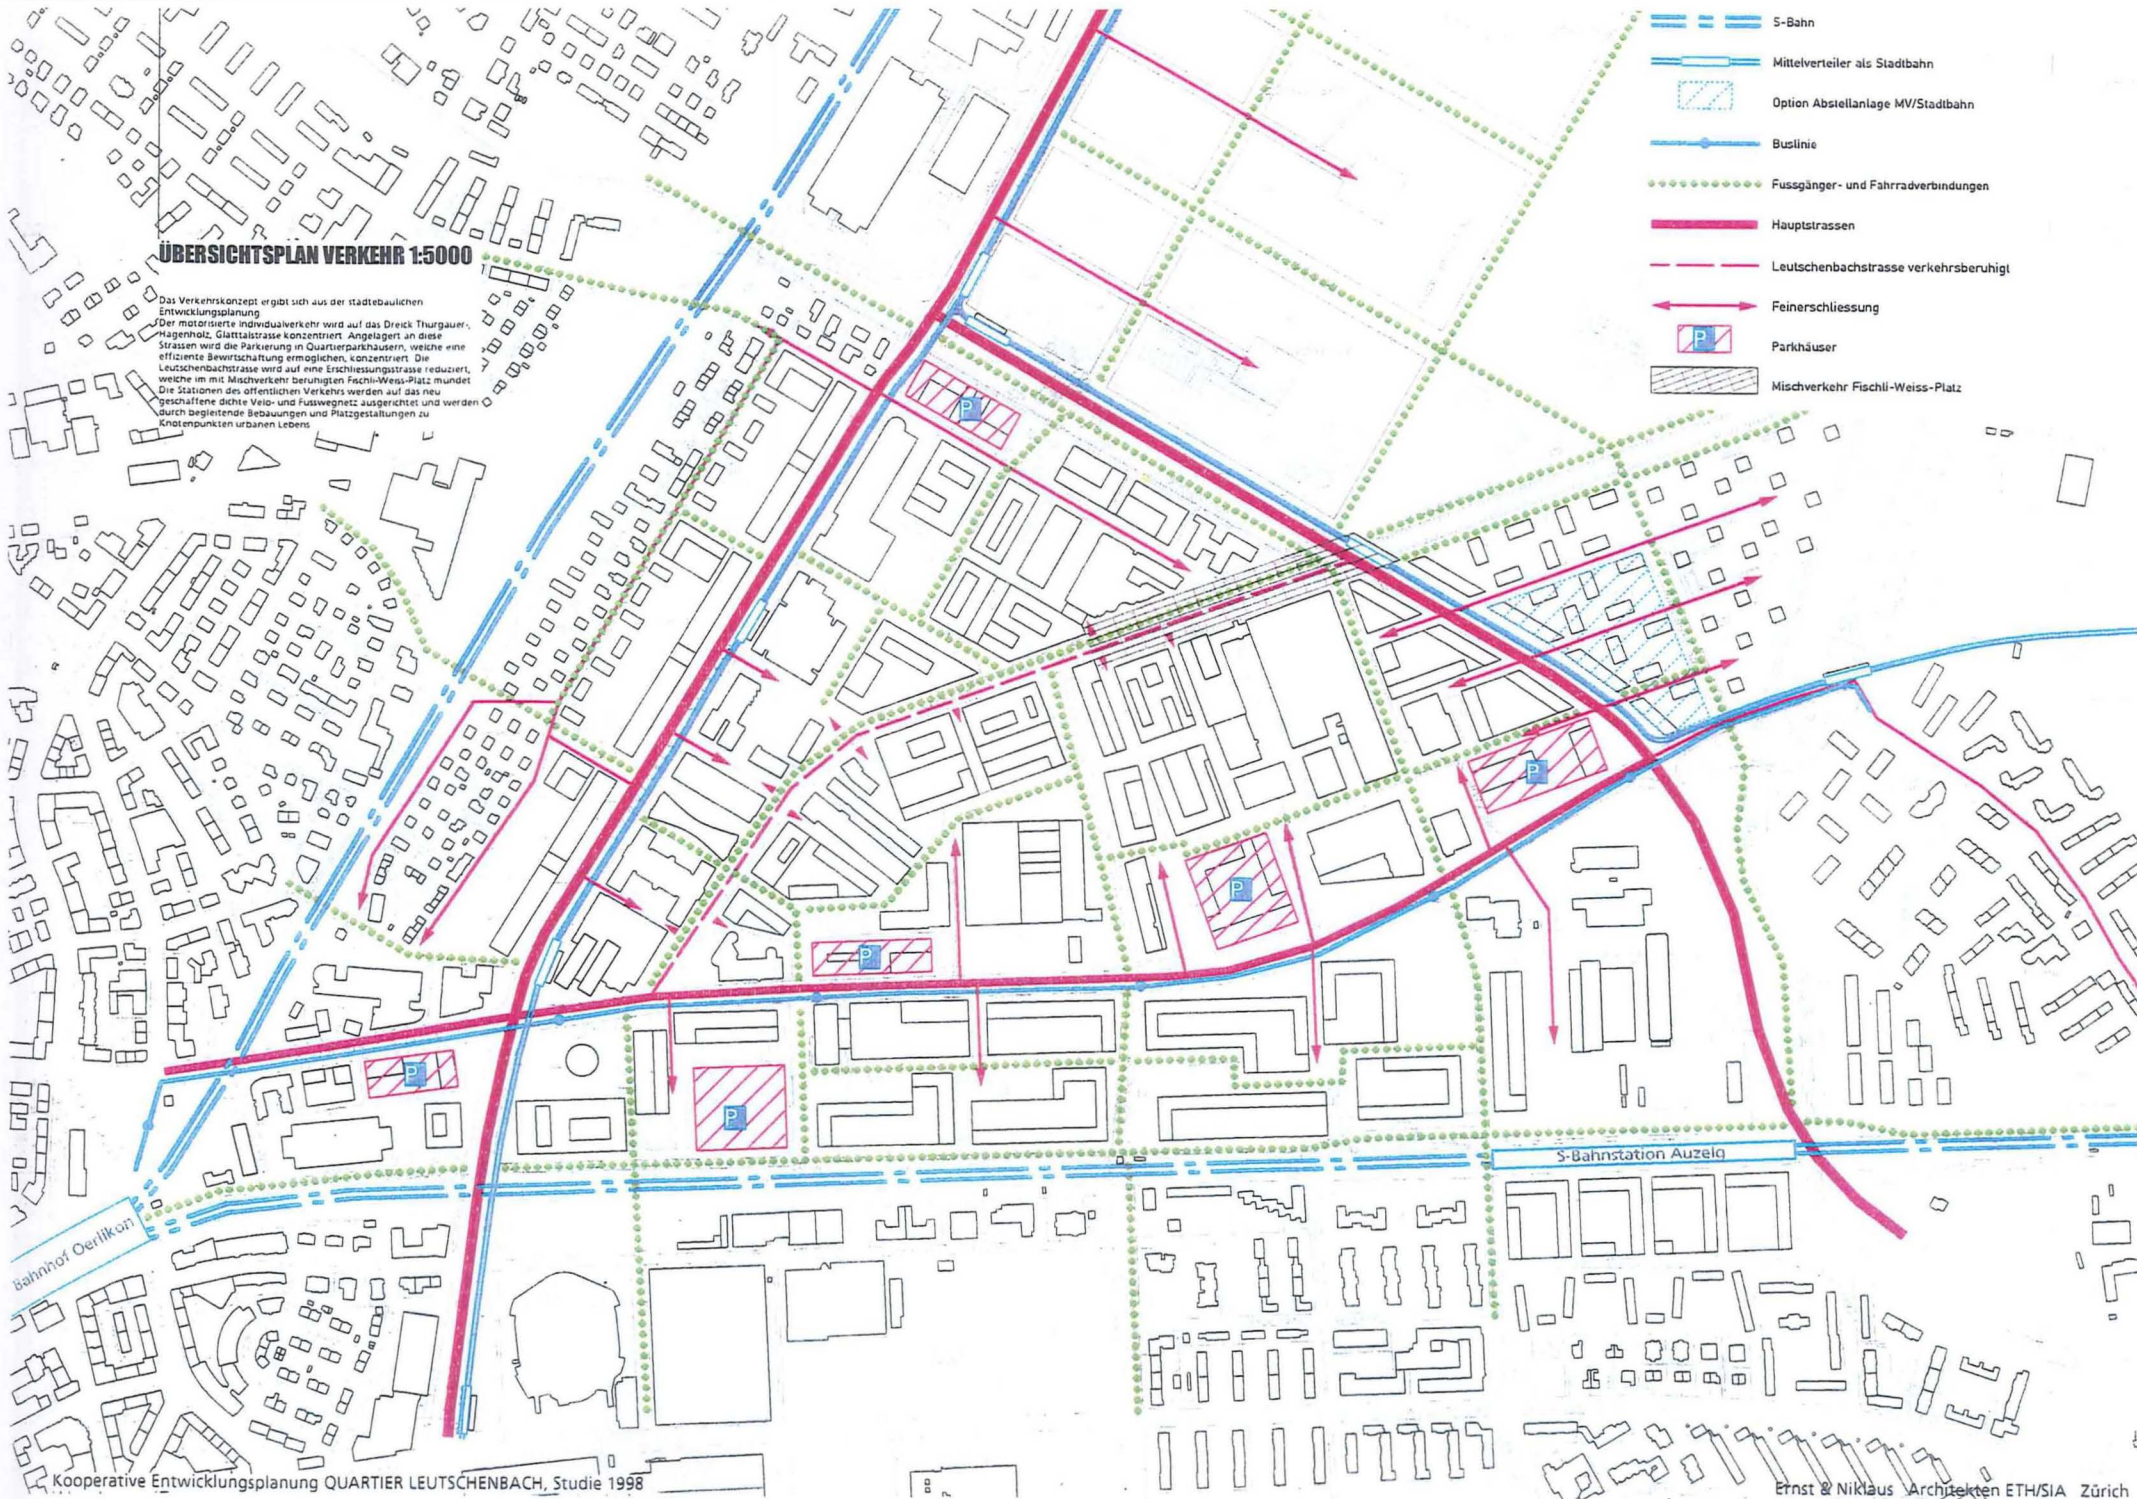 S-Bahn
Mittelverteiler als Stadtbahn
Option Abstellanlage MV/Stadtbahn
Buslinie
Fussgänger- und Fahrradverbindungen
Hauptstrassen
Leutschenbachstrasse verkehrsberuhigt
Feinerschliessung
P
Parkhäuser
Mischverkehr Fischli-Weiss-Platz
ÜBERSICHTSPLAN VERKEHR 1:5000
Das Verkehrskonzept ergibt sich aus der städtebaulichen
Entwicklungsplanung
Der motorisierte Individualverkehr wird auf das Dreick Thurgauer-,
Hagenholz, Glatttalstrasse konzentriert. Angelagert an diese
Strassen wird die Parkierung in Quartierparkhäusern, welche eine
effiziente Bewirtschaftung ermöglichen, konzentriert. Die
Leutschenbachstrasse wird auf eine Erschliessungstrasse reduziert,
welche im mit Mischverkehr beruhigten Fischli-Weiss-Platz mündet
Die Stationen des öffentlichen Verkehrs werden auf das neu
geschaffene dichte Velo- und Fusswegnetz ausgerichtet und werden
durch begleitende Bebauungen und Platzgestaltungen zu
Knotenpunkten urbanen Lebens
P
P
P
P
P
P
S-Bahnstation Auzelg
Bahnhof Oerlikon
Kooperative Entwicklungsplanung QUARTIER LEUTSCHENBACH, Studie 1998
Ernst & Niklaus Architekten ETH/SIA Zürich